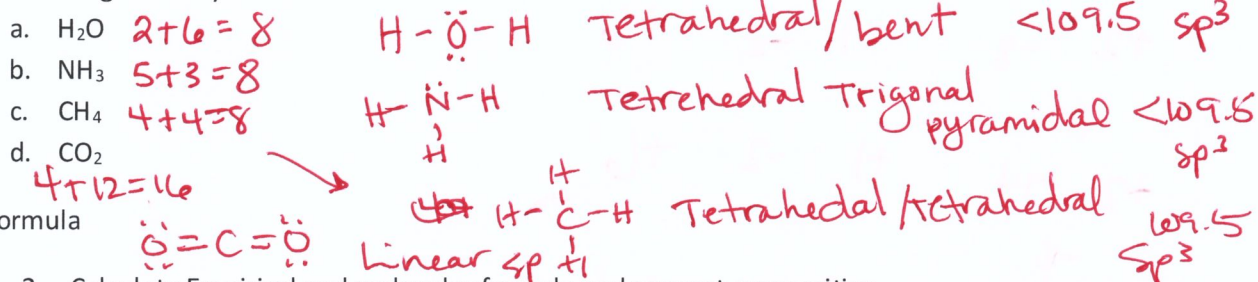 a. H₂O 2+6=8 H-Ö-H Tetrahedral/bent <109.5 sp³
b. NH₃ 5+3=8 H-N̈-H Tetrehedral Trigonal pyramidal <109.5
H sp³
c. CH₄ 4+4=8
d. CO₂
4+12=16 H
H-C-H Tetrahedal/tetrahedral 109.5
ormula Ö=C=Ö Linear sp H sp³